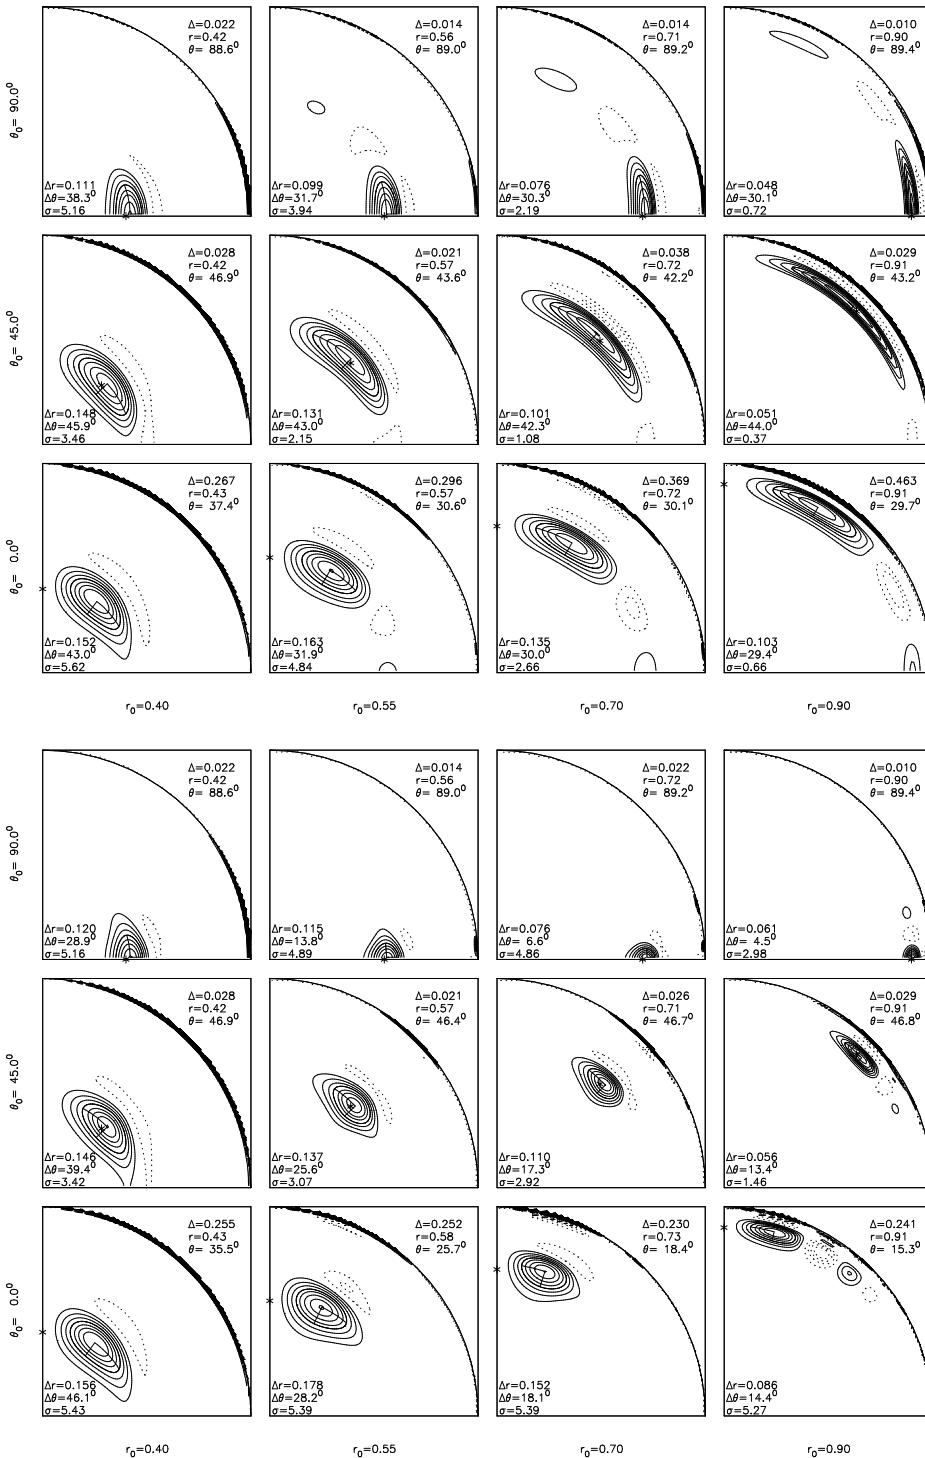 Δ=0.022
r=0.42
θ= 88.6⁰
Δr=0.111
Δθ=38.3⁰
σ=5.16
Δ=0.014
r=0.56
θ= 89.0⁰
Δr=0.099
Δθ=31.7⁰
σ=3.94
Δ=0.014
r=0.71
θ= 89.2⁰
Δr=0.076
Δθ=30.3⁰
σ=2.19
Δ=0.010
r=0.90
θ= 89.4⁰
Δr=0.048
Δθ=30.1⁰
σ=0.72
θ₀= 90.0⁰
Δ=0.028
r=0.42
θ= 46.9⁰
Δr=0.148
Δθ=45.9⁰
σ=3.46
Δ=0.021
r=0.57
θ= 43.6⁰
Δr=0.131
Δθ=43.0⁰
σ=2.15
Δ=0.038
r=0.72
θ= 42.2⁰
Δr=0.101
Δθ=42.3⁰
σ=1.08
Δ=0.029
r=0.91
θ= 43.2⁰
Δr=0.051
Δθ=44.0⁰
σ=0.37
θ₀= 45.0⁰
Δ=0.267
r=0.43
θ= 37.4⁰
Δr=0.152
Δθ=43.0⁰
σ=5.62
Δ=0.296
r=0.57
θ= 30.6⁰
Δr=0.163
Δθ=31.9⁰
σ=4.84
Δ=0.369
r=0.72
θ= 30.1⁰
Δr=0.135
Δθ=30.0⁰
σ=2.66
Δ=0.463
r=0.91
θ= 29.7⁰
Δr=0.103
Δθ=29.4⁰
σ=0.66
θ₀= 0.0⁰
r₀=0.40
r₀=0.55
r₀=0.70
r₀=0.90
Δ=0.022
r=0.42
θ= 88.6⁰
Δr=0.120
Δθ=28.9⁰
σ=5.16
Δ=0.014
r=0.56
θ= 89.0⁰
Δr=0.115
Δθ=13.8⁰
σ=4.89
Δ=0.022
r=0.72
θ= 89.2⁰
Δr=0.076
Δθ= 6.6⁰
σ=4.86
Δ=0.010
r=0.90
θ= 89.4⁰
Δr=0.061
Δθ= 4.5⁰
σ=2.98
θ₀= 90.0⁰
Δ=0.028
r=0.42
θ= 46.9⁰
Δr=0.146
Δθ=39.4⁰
σ=3.42
Δ=0.021
r=0.57
θ= 46.4⁰
Δr=0.137
Δθ=25.6⁰
σ=3.07
Δ=0.026
r=0.71
θ= 46.7⁰
Δr=0.110
Δθ=17.3⁰
σ=2.92
Δ=0.029
r=0.91
θ= 46.8⁰
Δr=0.056
Δθ=13.4⁰
σ=1.46
θ₀= 45.0⁰
Δ=0.255
r=0.43
θ= 35.5⁰
Δr=0.156
Δθ=46.1⁰
σ=5.43
Δ=0.252
r=0.58
θ= 25.7⁰
Δr=0.178
Δθ=28.2⁰
σ=5.39
Δ=0.230
r=0.73
θ= 18.4⁰
Δr=0.152
Δθ=18.1⁰
σ=5.39
Δ=0.241
r=0.91
θ= 15.3⁰
Δr=0.086
Δθ=14.4⁰
σ=5.27
θ₀= 0.0⁰
r₀=0.40
r₀=0.55
r₀=0.70
r₀=0.90